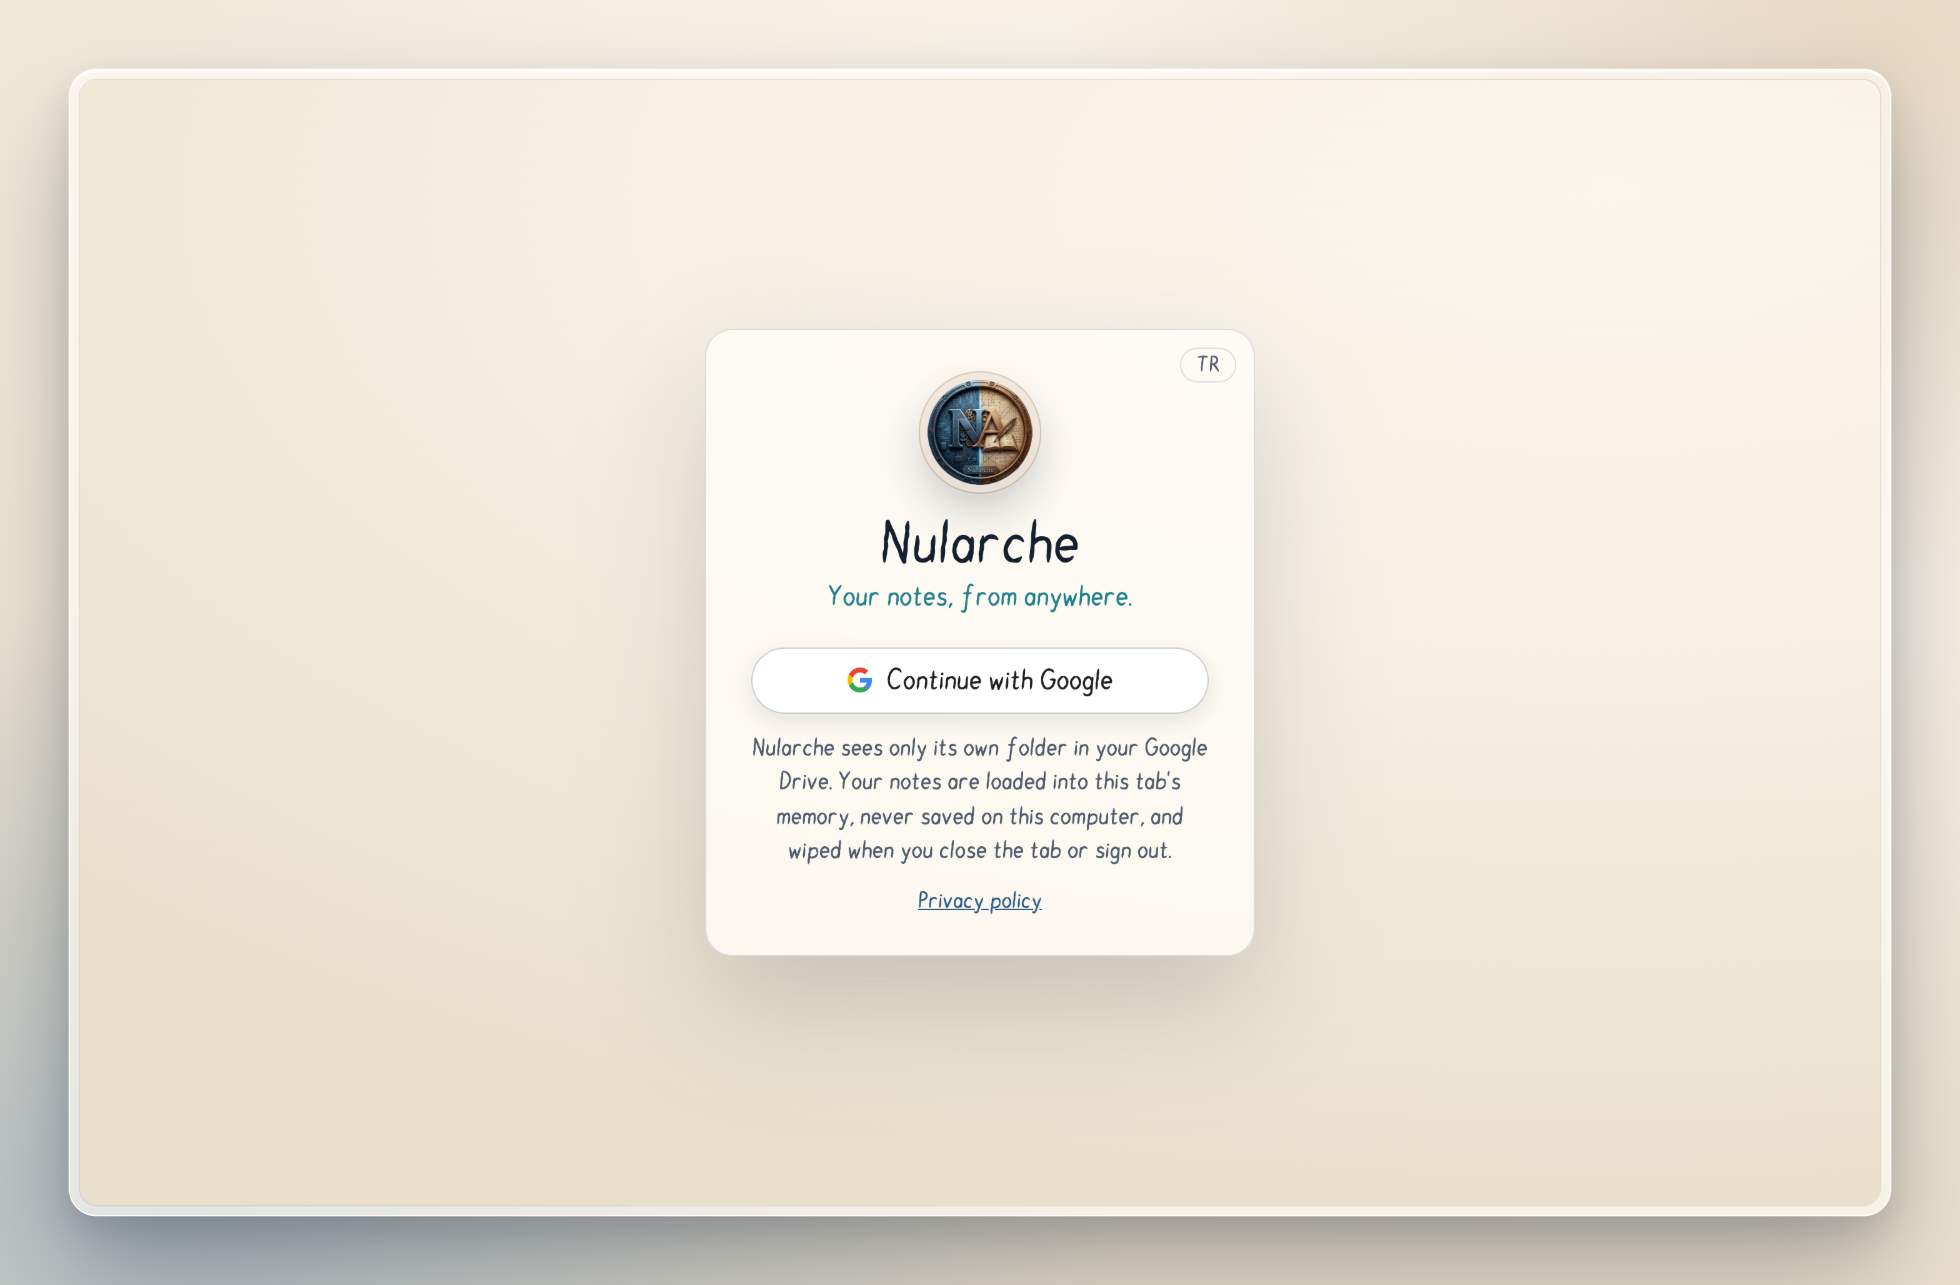 TR
NA
Nularche
Nularche
Your notes, from anywhere.
Continue with Google
Nularche sees only its own folder in your Google
Drive. Your notes are loaded into this tab's
memory, never saved on this computer, and
wiped when you close the tab or sign out.
Privacy policy